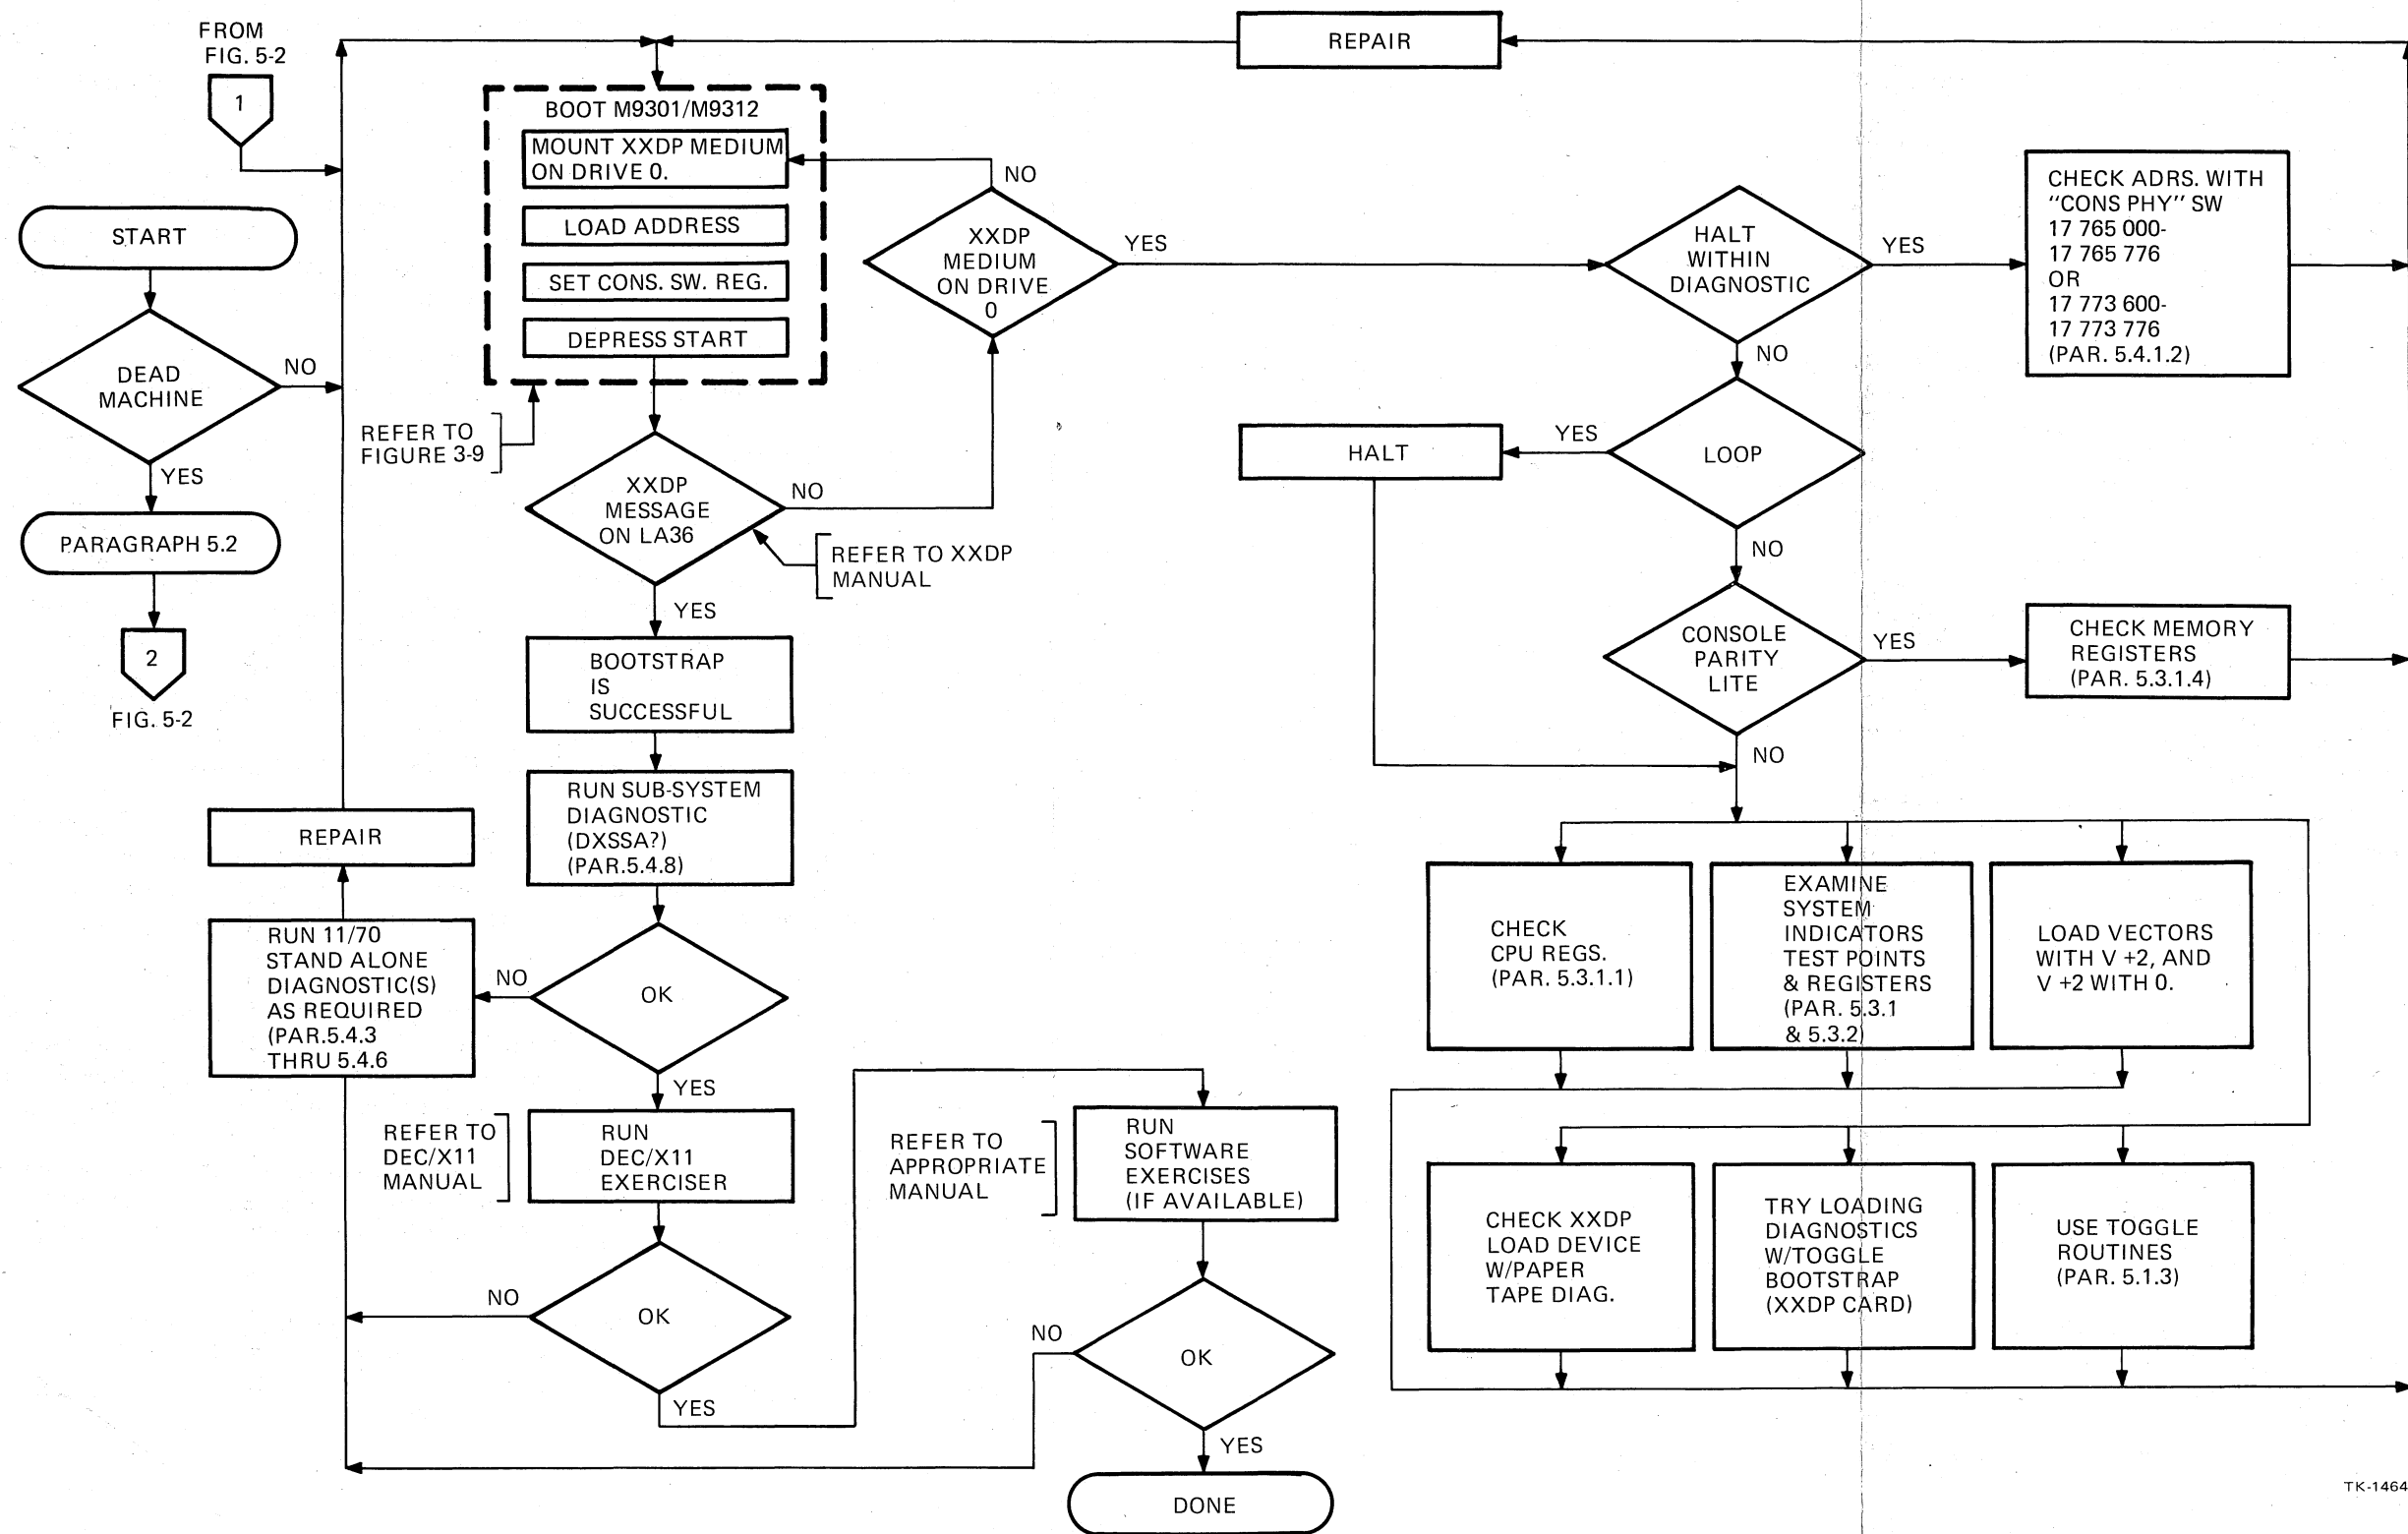 FROM
FIG. 5-2
1
START
DEAD
MACHINE
NO
YES
PARAGRAPH 5.2
2
FIG. 5-2
REPAIR
BOOT M9301/M9312
MOUNT XXDP MEDIUM
ON DRIVE 0.
LOAD ADDRESS
SET CONS. SW. REG.
DEPRESS START
REFER TO
FIGURE 3-9
XXDP
MESSAGE
ON LA36
NO
REFER TO XXDP
MANUAL
YES
XXDP
MEDIUM
ON DRIVE
0
NO
YES
BOOTSTRAP
IS
SUCCESSFUL
RUN SUB-SYSTEM
DIAGNOSTIC
(DXSSA?)
(PAR.5.4.8)
OK
NO
YES
REPAIR
RUN 11/70
STAND ALONE
DIAGNOSTIC(S)
AS REQUIRED
(PAR.5.4.3
THRU 5.4.6
REFER TO
DEC/X11
MANUAL
RUN
DEC/X11
EXERCISER
OK
NO
YES
REFER TO
APPROPRIATE
MANUAL
RUN
SOFTWARE
EXERCISES
(IF AVAILABLE)
OK
NO
YES
DONE
HALT
WITHIN
DIAGNOSTIC
YES
NO
CHECK ADRS. WITH
"CONS PHY" SW
17 765 000-
17 765 776
OR
17 773 600-
17 773 776
(PAR. 5.4.1.2)
LOOP
YES
HALT
NO
CONSOLE
PARITY
LITE
YES
NO
CHECK MEMORY
REGISTERS
(PAR. 5.3.1.4)
CHECK
CPU REGS.
(PAR. 5.3.1.1)
EXAMINE
SYSTEM
INDICATORS
TEST POINTS
& REGISTERS
(PAR. 5.3.1
& 5.3.2)
LOAD VECTORS
WITH V +2, AND
V +2 WITH 0.
CHECK XXDP
LOAD DEVICE
W/PAPER
TAPE DIAG.
TRY LOADING
DIAGNOSTICS
W/TOGGLE
BOOTSTRAP
(XXDP CARD)
USE TOGGLE
ROUTINES
(PAR. 5.1.3)
TK-1464